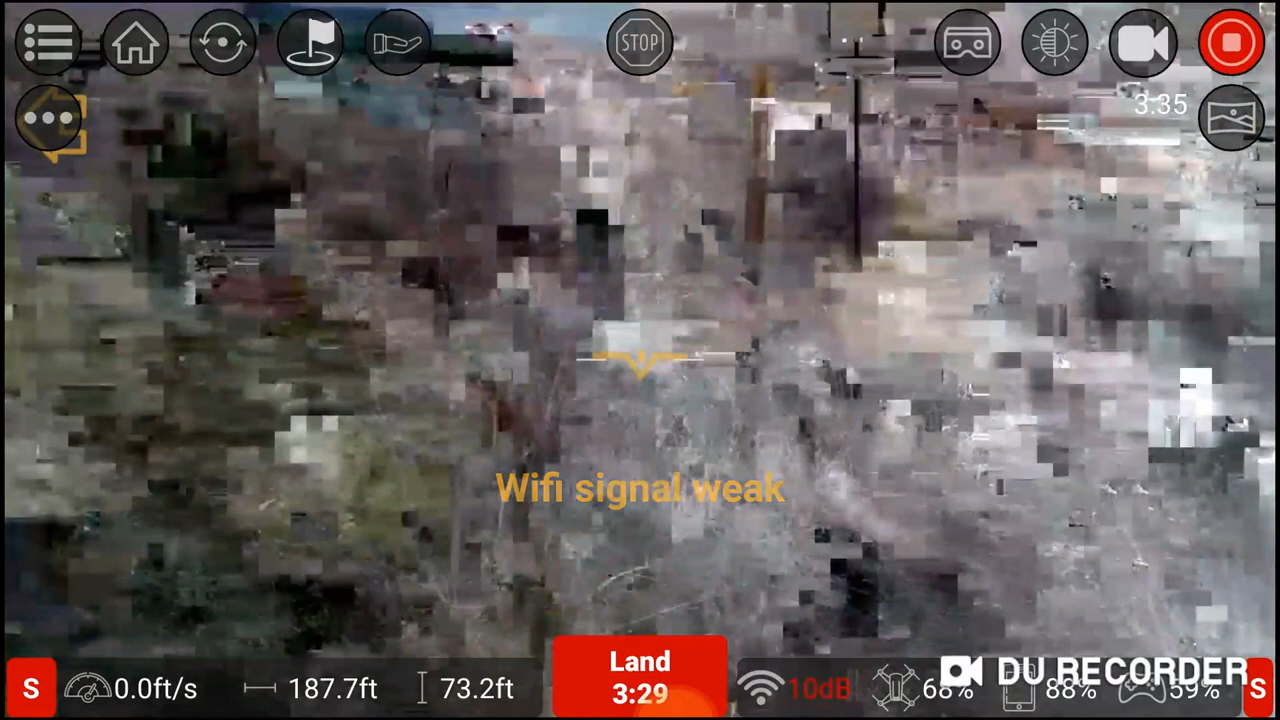 STOP
3:35
Wifi signal weak
S
0.0ft/s
187.7ft
73.2ft
Land
3:29
10dB
68%
88%
59%
DU RECORDER
S